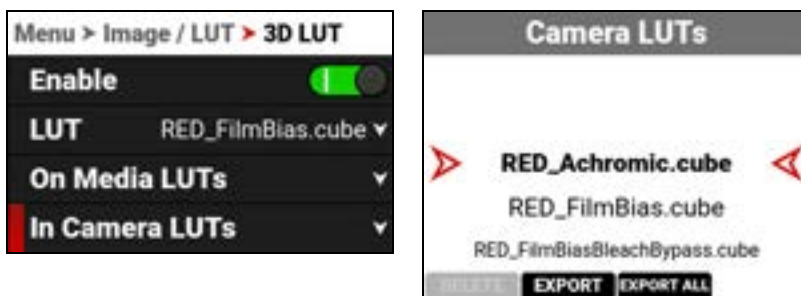 Menu > Image / LUT > 3D LUT
Enable
LUT RED_FilmBias.cube
On Media LUTs
In Camera LUTs
Camera LUTs
RED_Achromic.cube
RED_FilmBias.cube
RED_FilmBiasBleachBypass.cube
DELETE EXPORT EXPORT ALL